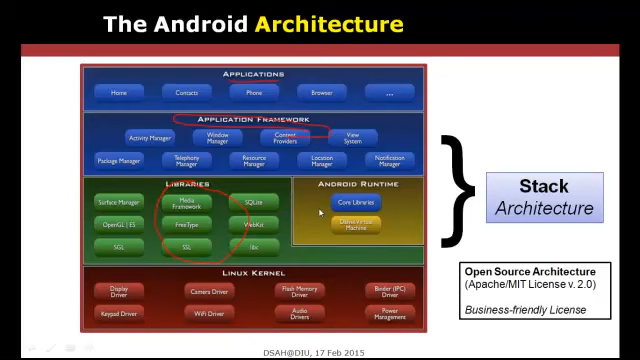 The Android Architecture
APPLICATIONS
Home Contacts Phone Browser ...
APPLICATION FRAMEWORK
Activity Manager Window Manager Content Providers View System
Package Manager Telephony Manager Resource Manager Location Manager Notification Manager
LIBRARIES
Surface Manager Media Framework SQLite
OpenGL | ES FreeType WebKit
SGL SSL libs
ANDROID RUNTIME
Core Libraries
Dalvik Virtual Machine
LINUX KERNEL
Display Driver Camera Driver Flash Memory Driver Binder (IPC) Driver
Keypad Driver WiFi Driver Audio Drivers Power Management
Stack
Architecture
Open Source Architecture
(Apache/MIT License v. 2.0)
Business-friendly License
DSAH@DIU, 17 Feb 2015